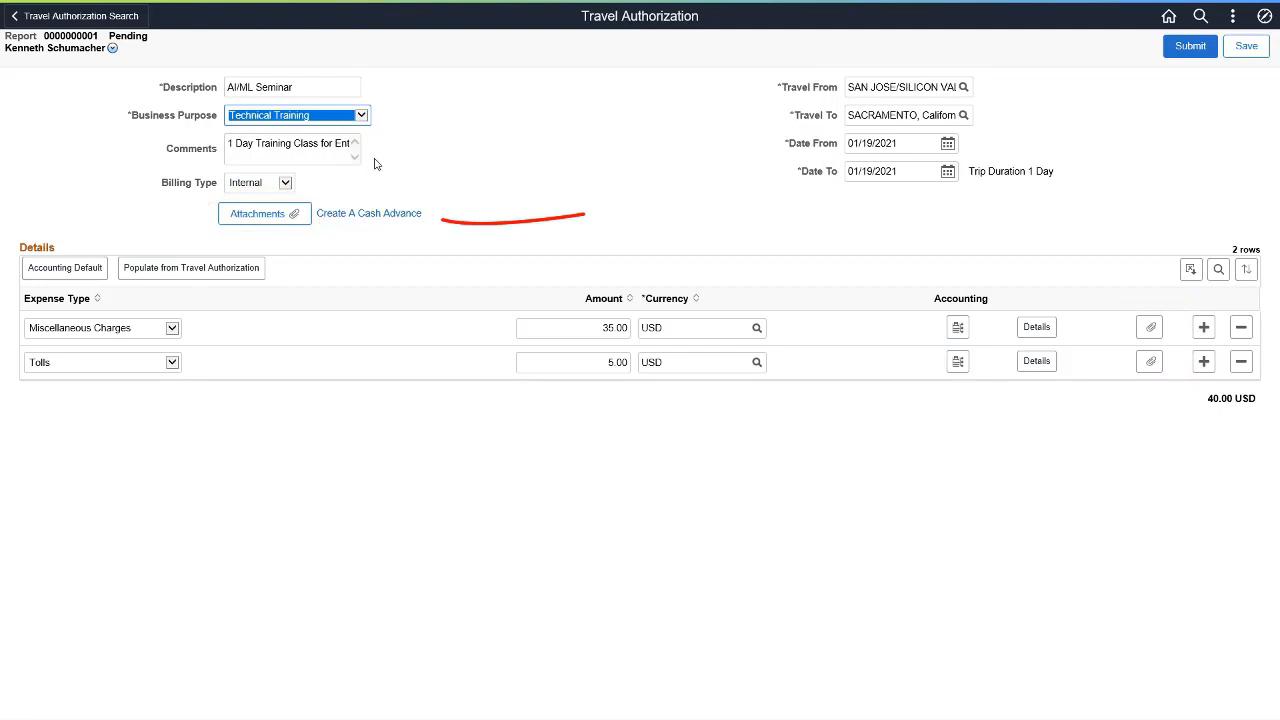 Travel Authorization Search
Travel Authorization
Report 0000000001 Pending
Kenneth Schumacher
Submit
Save
*Description AI/ML Seminar
*Travel From SAN JOSE/SILICON VAL
*Business Purpose Technical Training
*Travel To SACRAMENTO, Californ
Comments 1 Day Training Class for Ent
*Date From 01/19/2021
*Date To 01/19/2021 Trip Duration 1 Day
Billing Type Internal
Attachments Create A Cash Advance
Details
2 rows
Accounting Default Populate from Travel Authorization
Expense Type Amount *Currency Accounting
Miscellaneous Charges 35.00 USD Details
Tolls 5.00 USD Details
40.00 USD